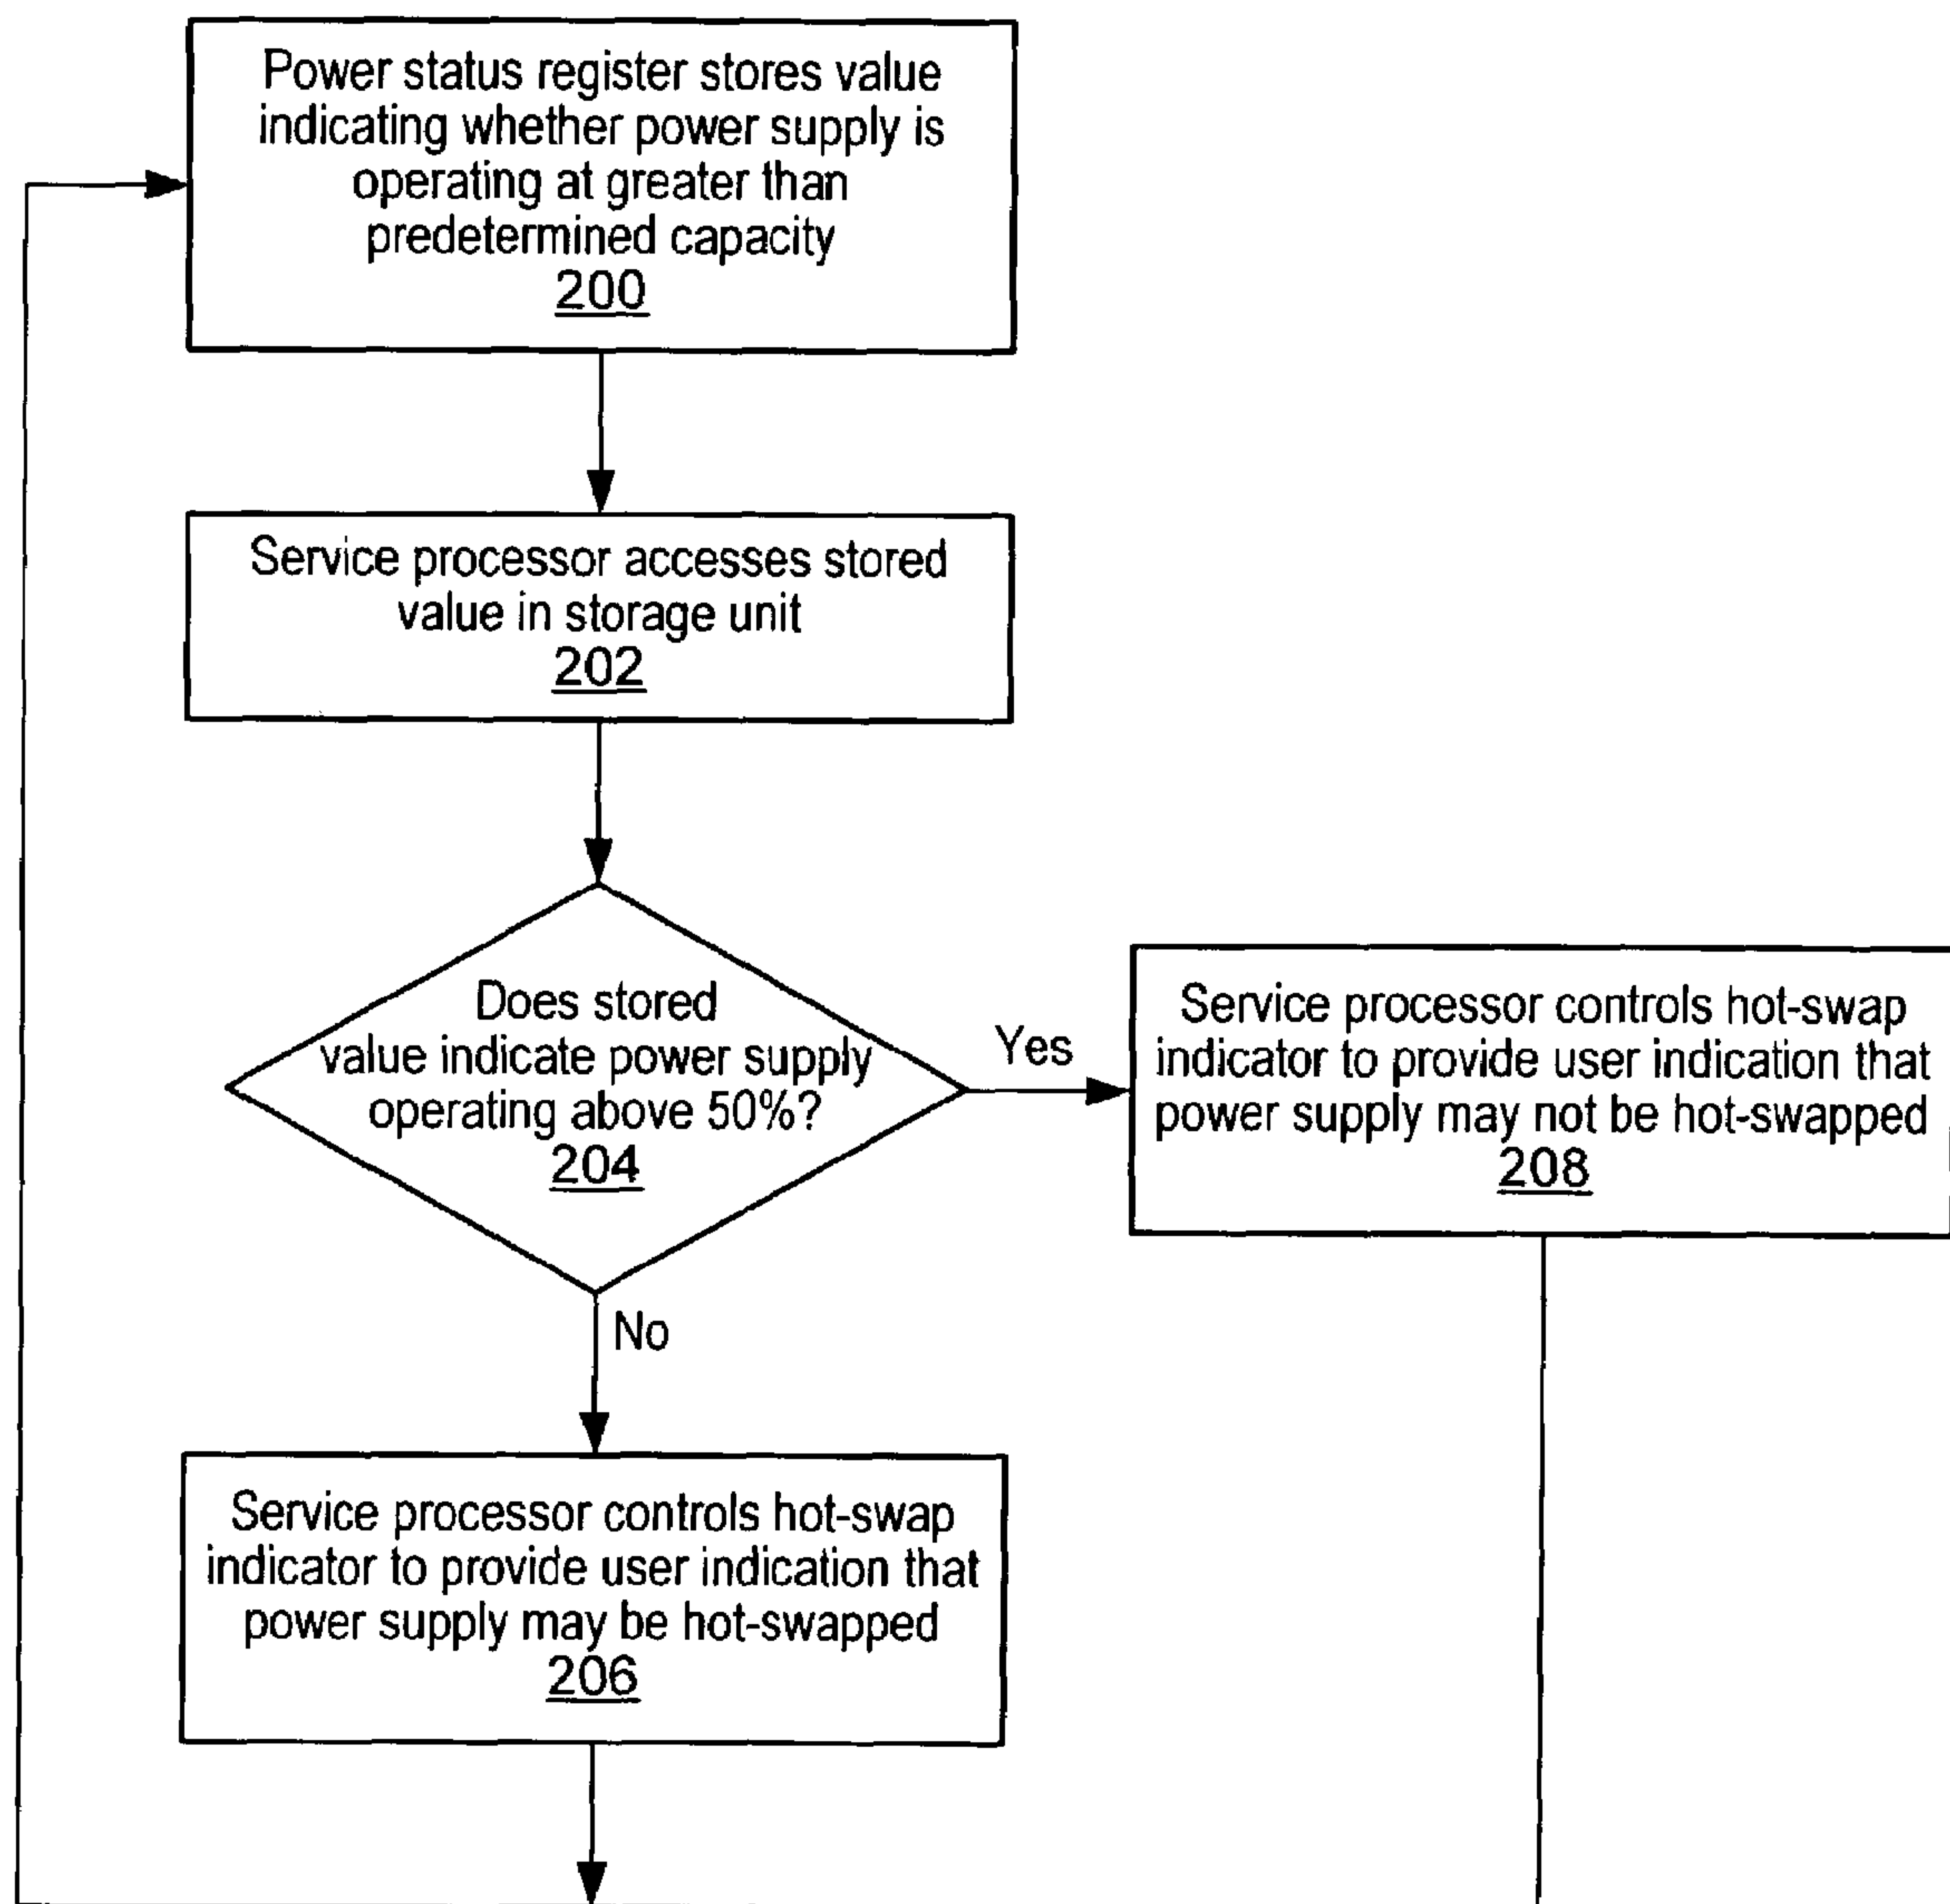 Power status register stores value
indicating whether power supply is
operating at greater than
predetermined capacity
200
Service processor accesses stored
value in storage unit
202
Does stored
value indicate power supply
operating above 50%?
204
Yes
Service processor controls hot-swap
indicator to provide user indication that
power supply may not be hot-swapped
208
No
Service processor controls hot-swap
indicator to provide user indication that
power supply may be hot-swapped
206